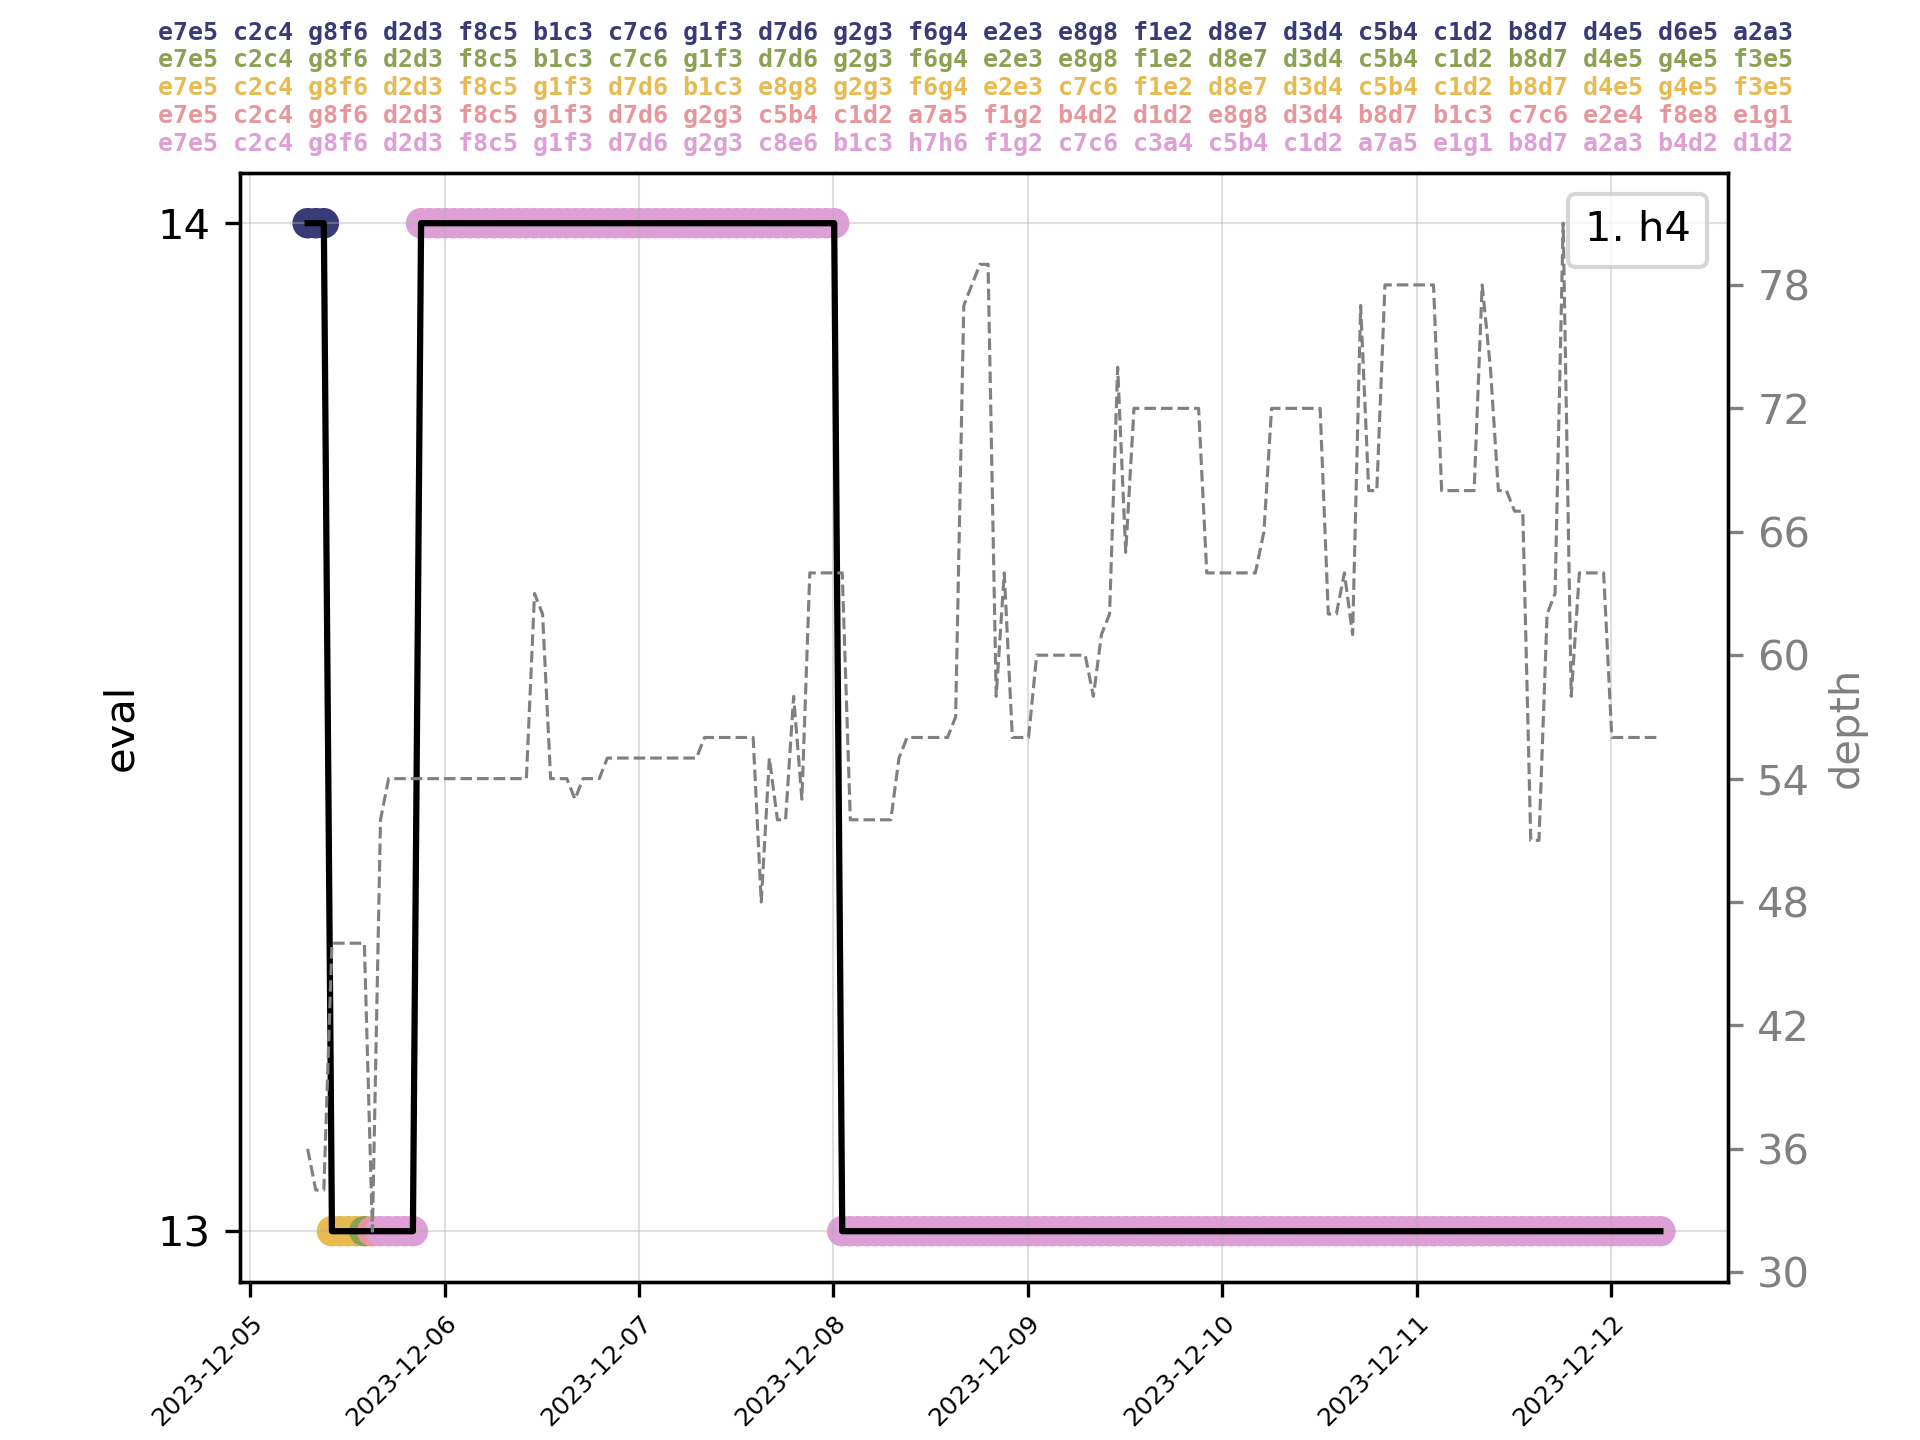 e7e5 c2c4 g8f6 d2d3 f8c5 b1c3 c7c6 g1f3 d7d6 g2g3 f6g4 e2e3 e8g8 f1e2 d8e7 d3d4 c5b4 c1d2 b8d7 d4e5 d6e5 a2a3
e7e5 c2c4 g8f6 d2d3 f8c5 b1c3 c7c6 g1f3 d7d6 g2g3 f6g4 e2e3 e8g8 f1e2 d8e7 d3d4 c5b4 c1d2 b8d7 d4e5 g4e5 f3e5
e7e5 c2c4 g8f6 d2d3 f8c5 g1f3 d7d6 b1c3 e8g8 g2g3 f6g4 e2e3 c7c6 f1e2 d8e7 d3d4 c5b4 c1d2 b8d7 d4e5 g4e5 f3e5
e7e5 c2c4 g8f6 d2d3 f8c5 g1f3 d7d6 g2g3 c5b4 c1d2 a7a5 f1g2 b4d2 d1d2 e8g8 d3d4 b8d7 b1c3 c7c6 e2e4 f8e8 e1g1
e7e5 c2c4 g8f6 d2d3 f8c5 g1f3 d7d6 g2g3 c8e6 b1c3 h7h6 f1g2 c7c6 c3a4 c5b4 c1d2 a7a5 e1g1 b8d7 a2a3 b4d2 d1d2
1. h4
14
13
eval
78
72
66
60
54
48
42
36
30
depth
2023-12-05
2023-12-06
2023-12-07
2023-12-08
2023-12-09
2023-12-10
2023-12-11
2023-12-12